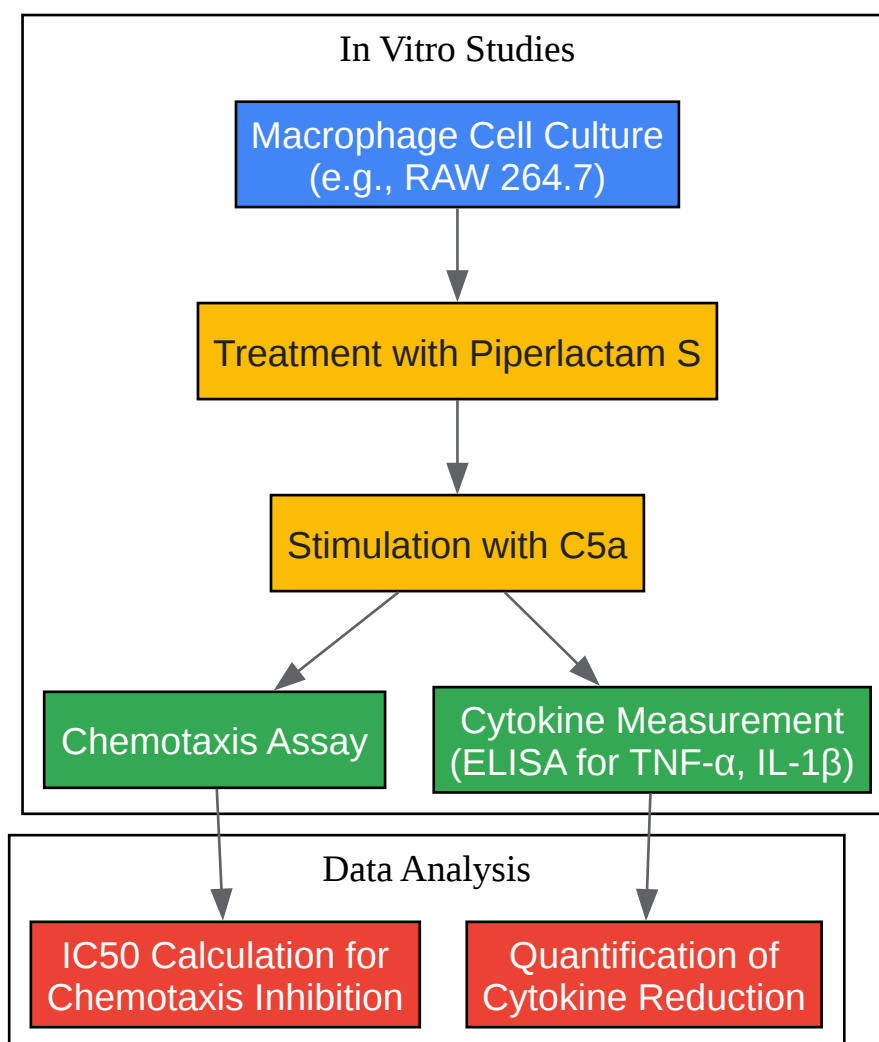 In Vitro Studies
Macrophage Cell Culture
(e.g., RAW 264.7)
Treatment with Piperlactam S
Stimulation with C5a
Chemotaxis Assay
Cytokine Measurement
(ELISA for TNF-α, IL-1β)
Data Analysis
IC50 Calculation for
Chemotaxis Inhibition
Quantification of
Cytokine Reduction